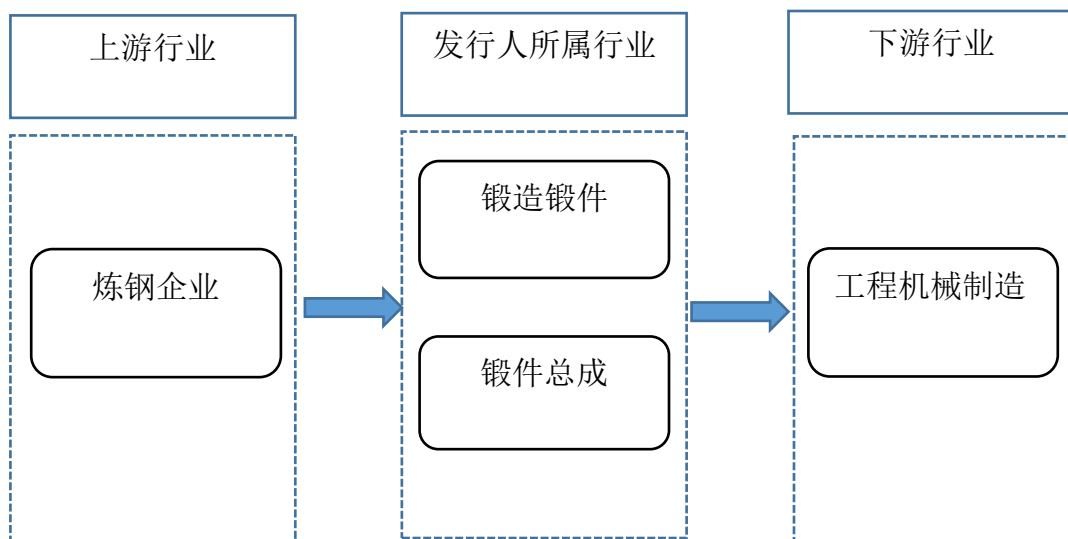 上游行业
发行人所属行业
下游行业
锻造锻件
炼钢企业
工程机械制造
锻件总成